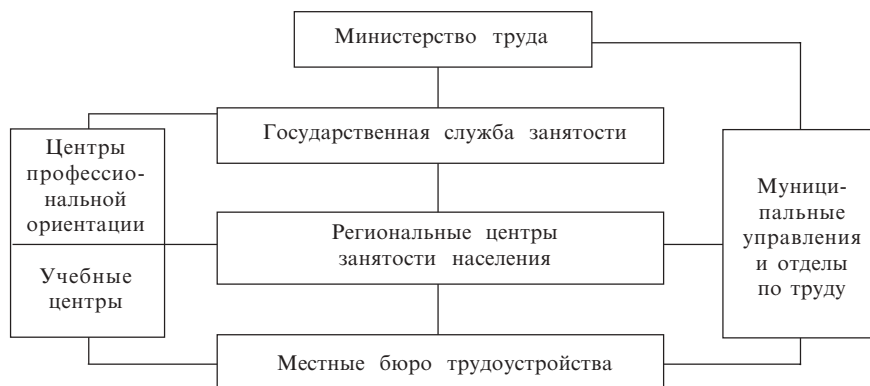 Министерство труда
Государственная служба занятости
Центры
профессио-
нальной
ориентации
Учебные
центры
Региональные центры
занятости населения
Муници-
пальные
управления
и отделы
по труду
Местные бюро трудоустройства